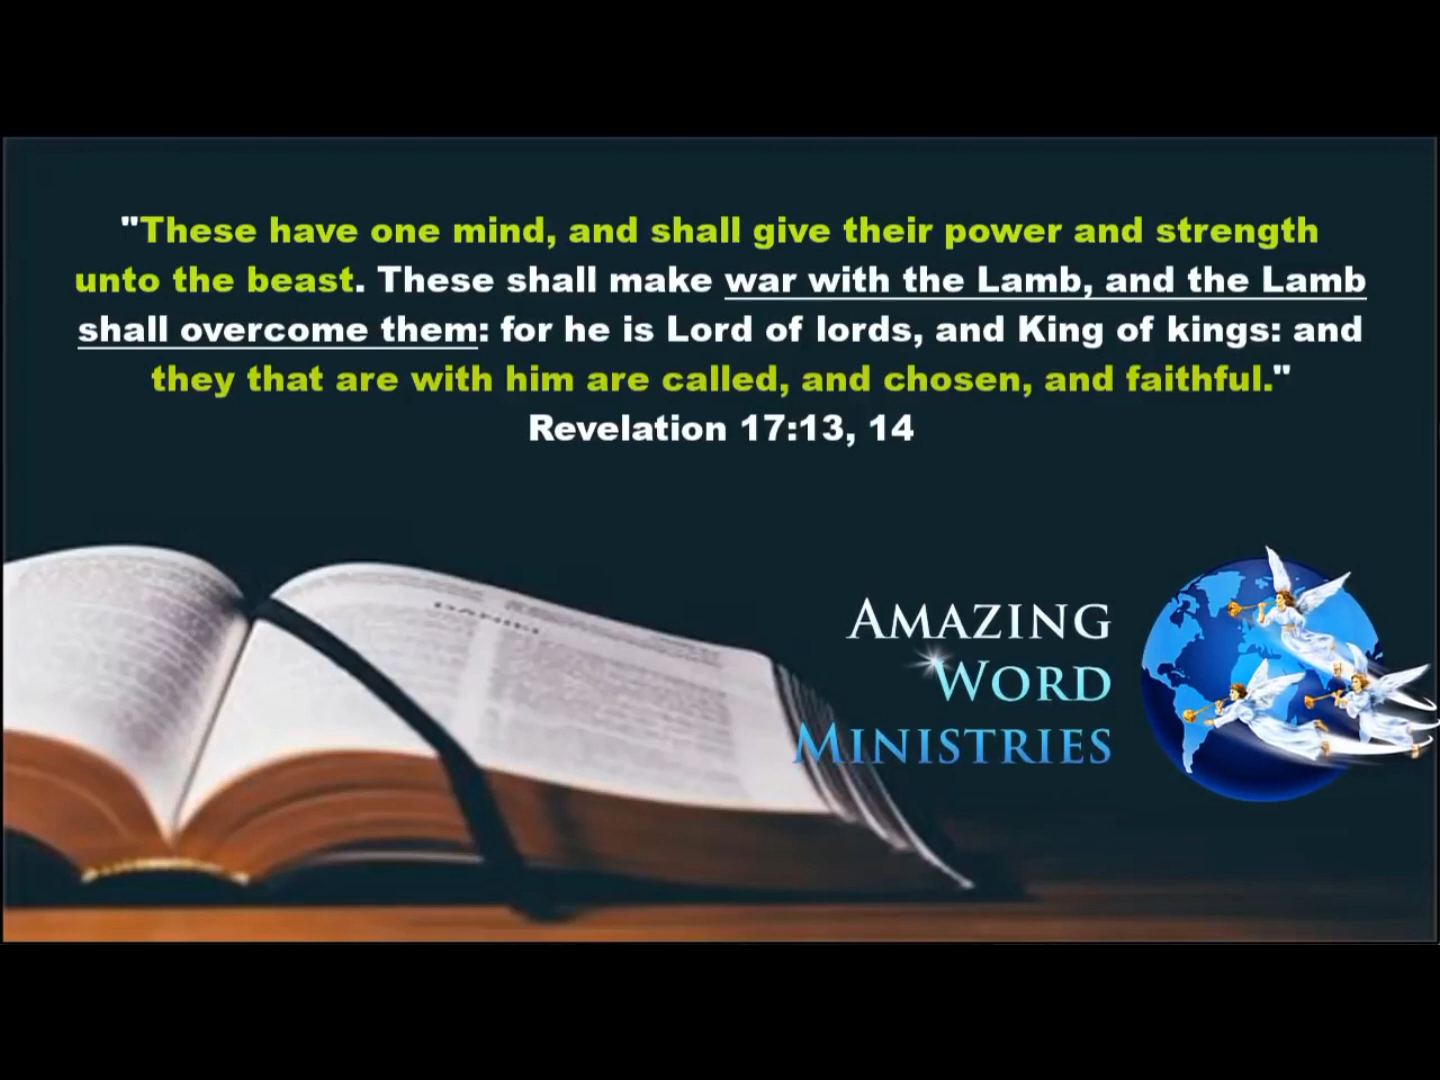 "These have one mind, and shall give their power and strength
unto the beast. These shall make war with the Lamb, and the Lamb
shall overcome them: for he is Lord of lords, and King of kings: and
they that are with him are called, and chosen, and faithful."
Revelation 17:13, 14
DANIEL
AMAZING
WORD
MINISTRIES